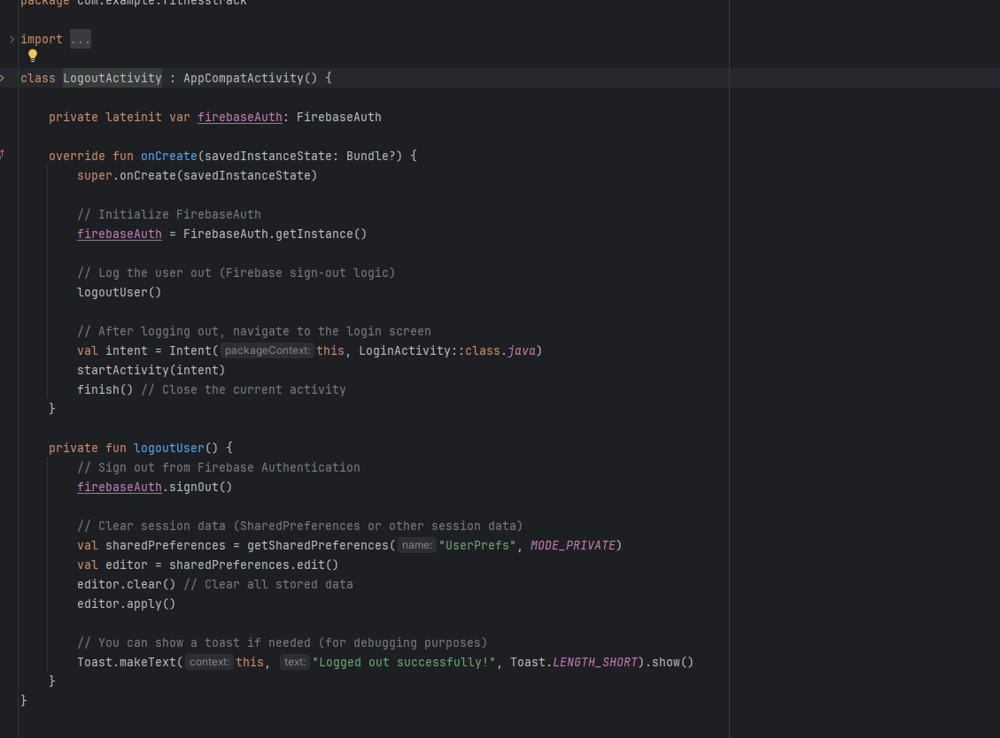 package com.example.fitnesstrack
import ...
class LogoutActivity : AppCompatActivity() {
private lateinit var firebaseAuth: FirebaseAuth
override fun onCreate(savedInstanceState: Bundle?) {
super.onCreate(savedInstanceState)
// Initialize FirebaseAuth
firebaseAuth = FirebaseAuth.getInstance()
// Log the user out (Firebase sign-out logic)
logoutUser()
// After logging out, navigate to the login screen
val intent = Intent( packageContext: this, LoginActivity::class.java)
startActivity(intent)
finish() // Close the current activity
}
private fun logoutUser() {
// Sign out from Firebase Authentication
firebaseAuth.signOut()
// Clear session data (SharedPreferences or other session data)
val sharedPreferences = getSharedPreferences( name: "UserPrefs", MODE_PRIVATE)
val editor = sharedPreferences.edit()
editor.clear() // Clear all stored data
editor.apply()
// You can show a toast if needed (for debugging purposes)
Toast.makeText( context: this, text: "Logged out successfully!", Toast.LENGTH_SHORT).show()
}
}